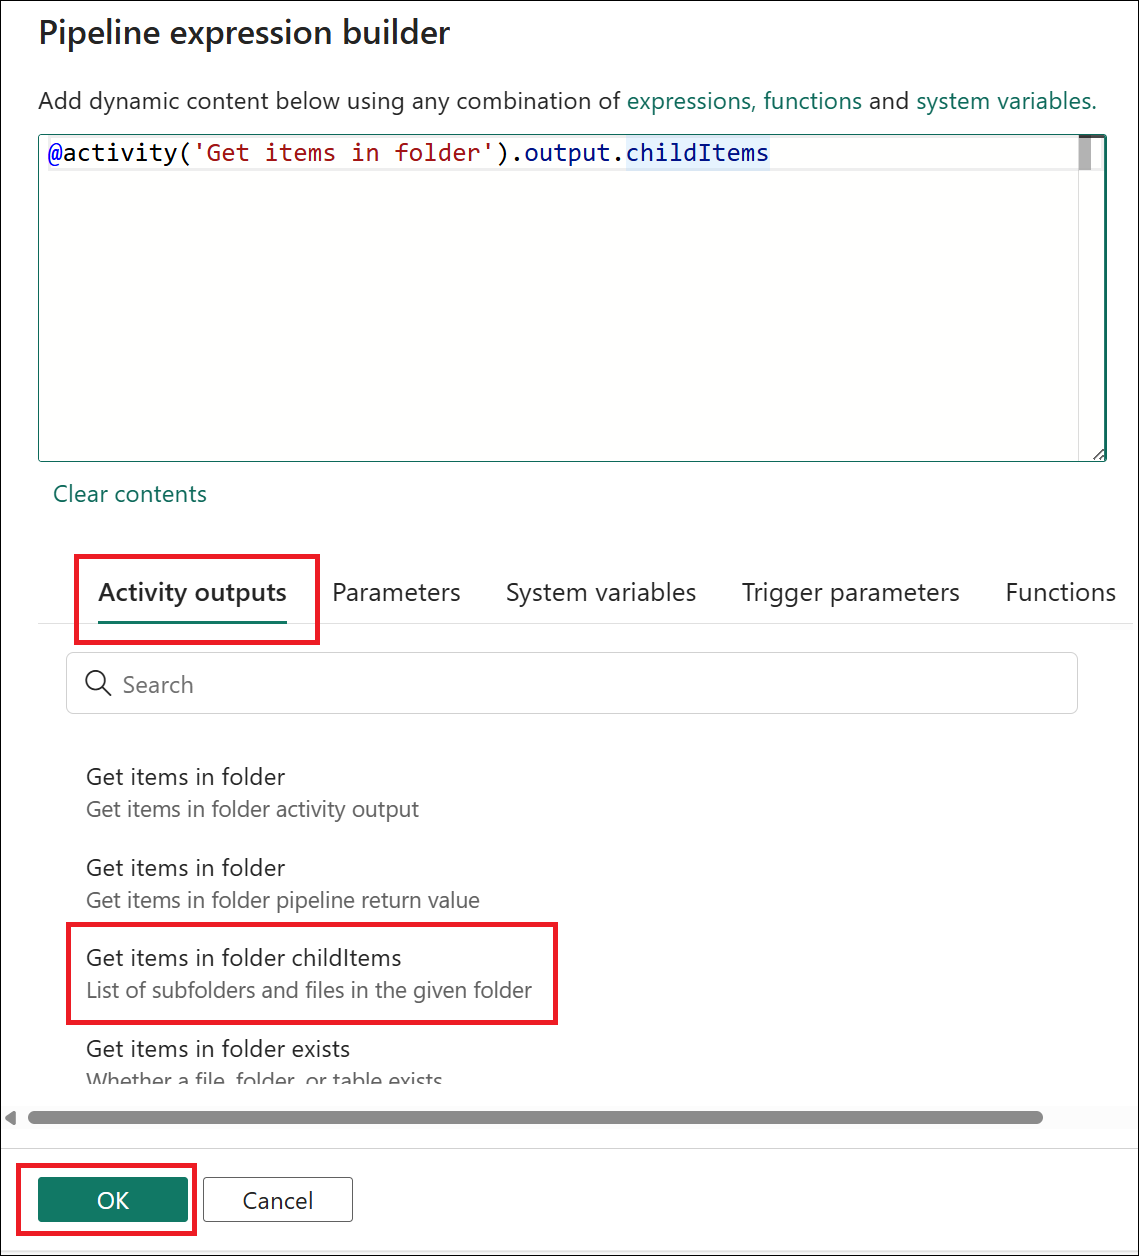 Pipeline expression builder
Add dynamic content below using any combination of expressions, functions and system variables.
@activity('Get items in folder').output.childItems
Clear contents
Activity outputs Parameters System variables Trigger parameters Functions
Search
Get items in folder
Get items in folder activity output
Get items in folder
Get items in folder pipeline return value
Get items in folder childItems
List of subfolders and files in the given folder
Get items in folder exists
Whether a file, folder, or table exists
OK Cancel